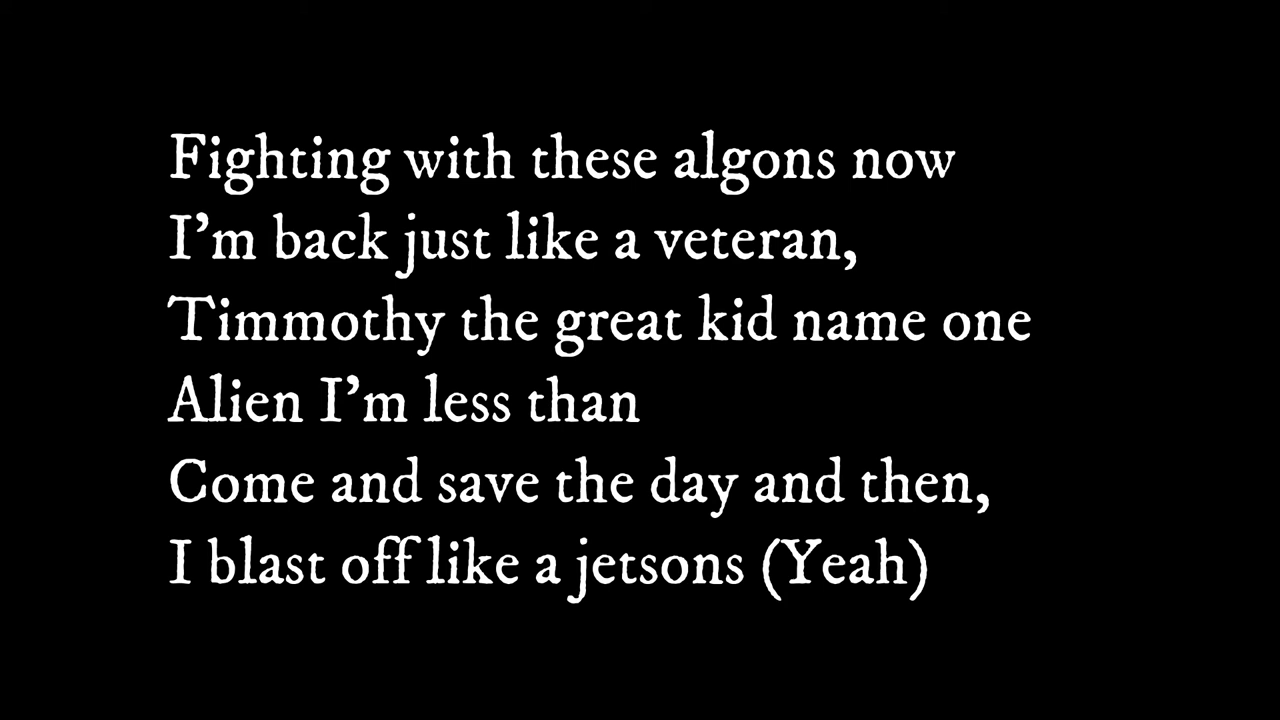 Fighting with these algons now
I'm back just like a veteran,
Timmothy the great kid name one
Alien I'm less than
Come and save the day and then,
I blast off like a jetsons (Yeah)